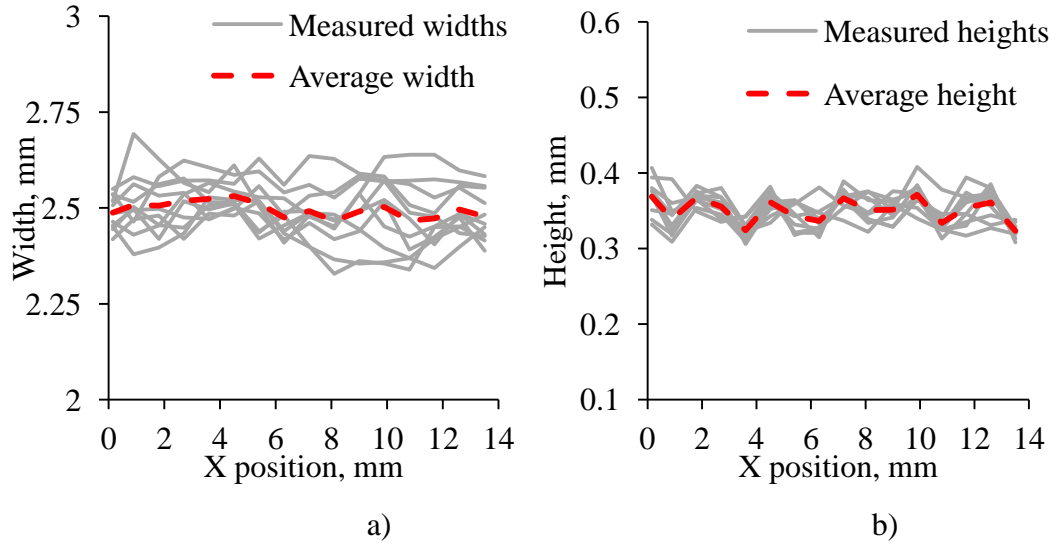 3
2.75
2.5
2.25
2
Width, mm
Measured widths
Average width
0 2 4 6 8 10 12 14
X position, mm
a)
0.6
0.5
0.4
0.3
0.2
0.1
Height, mm
Measured heights
Average height
0 2 4 6 8 10 12 14
X position, mm
b)